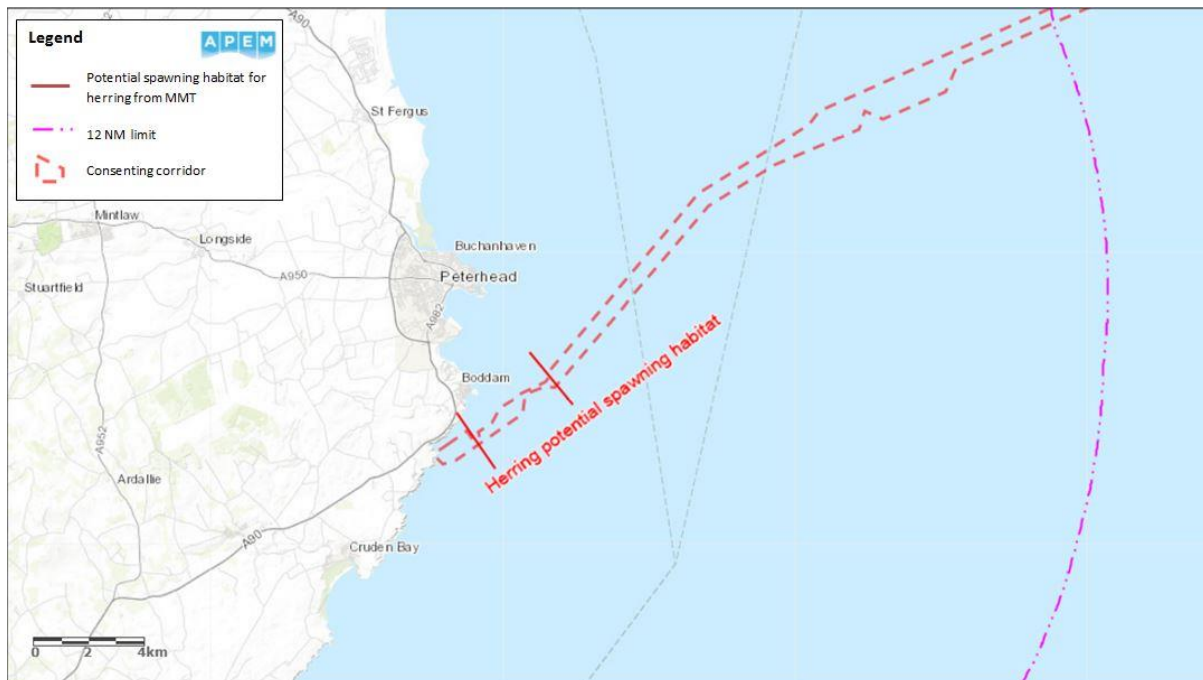 Legend
APEM
Potential spawning habitat for
herring from MMT
12 NM limit
Consenting corridor
A90
St Fergus
Mintlaw
Longside
Buchanhaven
A950
Peterhead
Stuartfield
A982
Herring potential spawning habitat
Boddam
A952
Ardallie
A90
Cruden Bay
0 2 4km